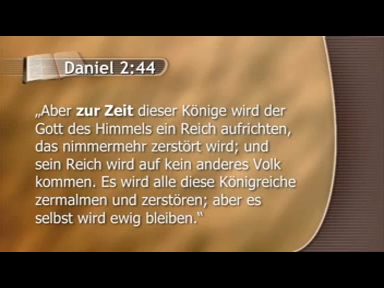 Daniel 2:44
„Aber zur Zeit dieser Könige wird der
Gott des Himmels ein Reich aufrichten,
das nimmermehr zerstört wird; und
sein Reich wird auf kein anderes Volk
kommen. Es wird alle diese Königreiche
zermalmen und zerstören; aber es
selbst wird ewig bleiben.“